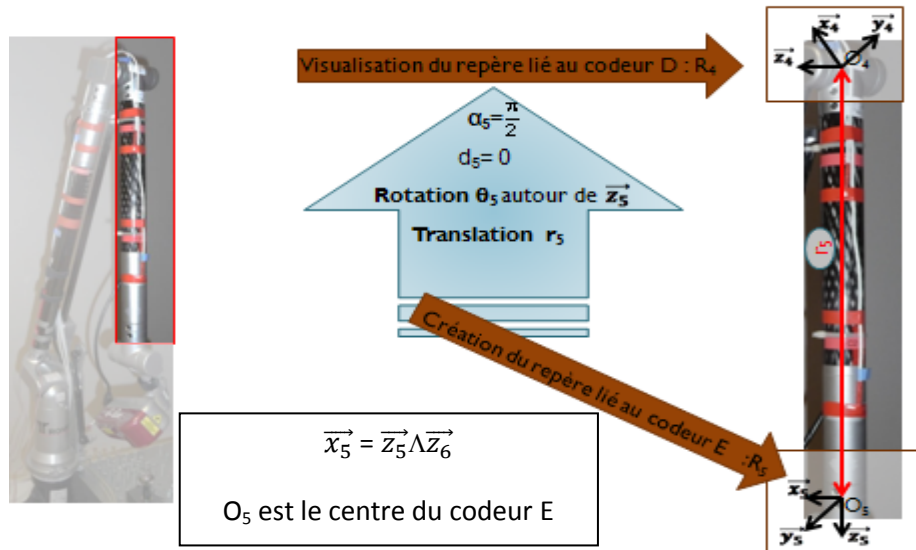 Visualisation du repère lié au codeur D : R₄
α₅=π/2
d₅= 0
Rotation θ₅ autour de z₅⃗
Translation r₅
Création du repère lié au codeur E :R₅
x₅⃗ = z₅⃗Λz₆⃗
O₅ est le centre du codeur E
x₄⃗
y₄⃗
z₄⃗
O₄
r₅
x₅⃗
O₅
y₅⃗
z₅⃗